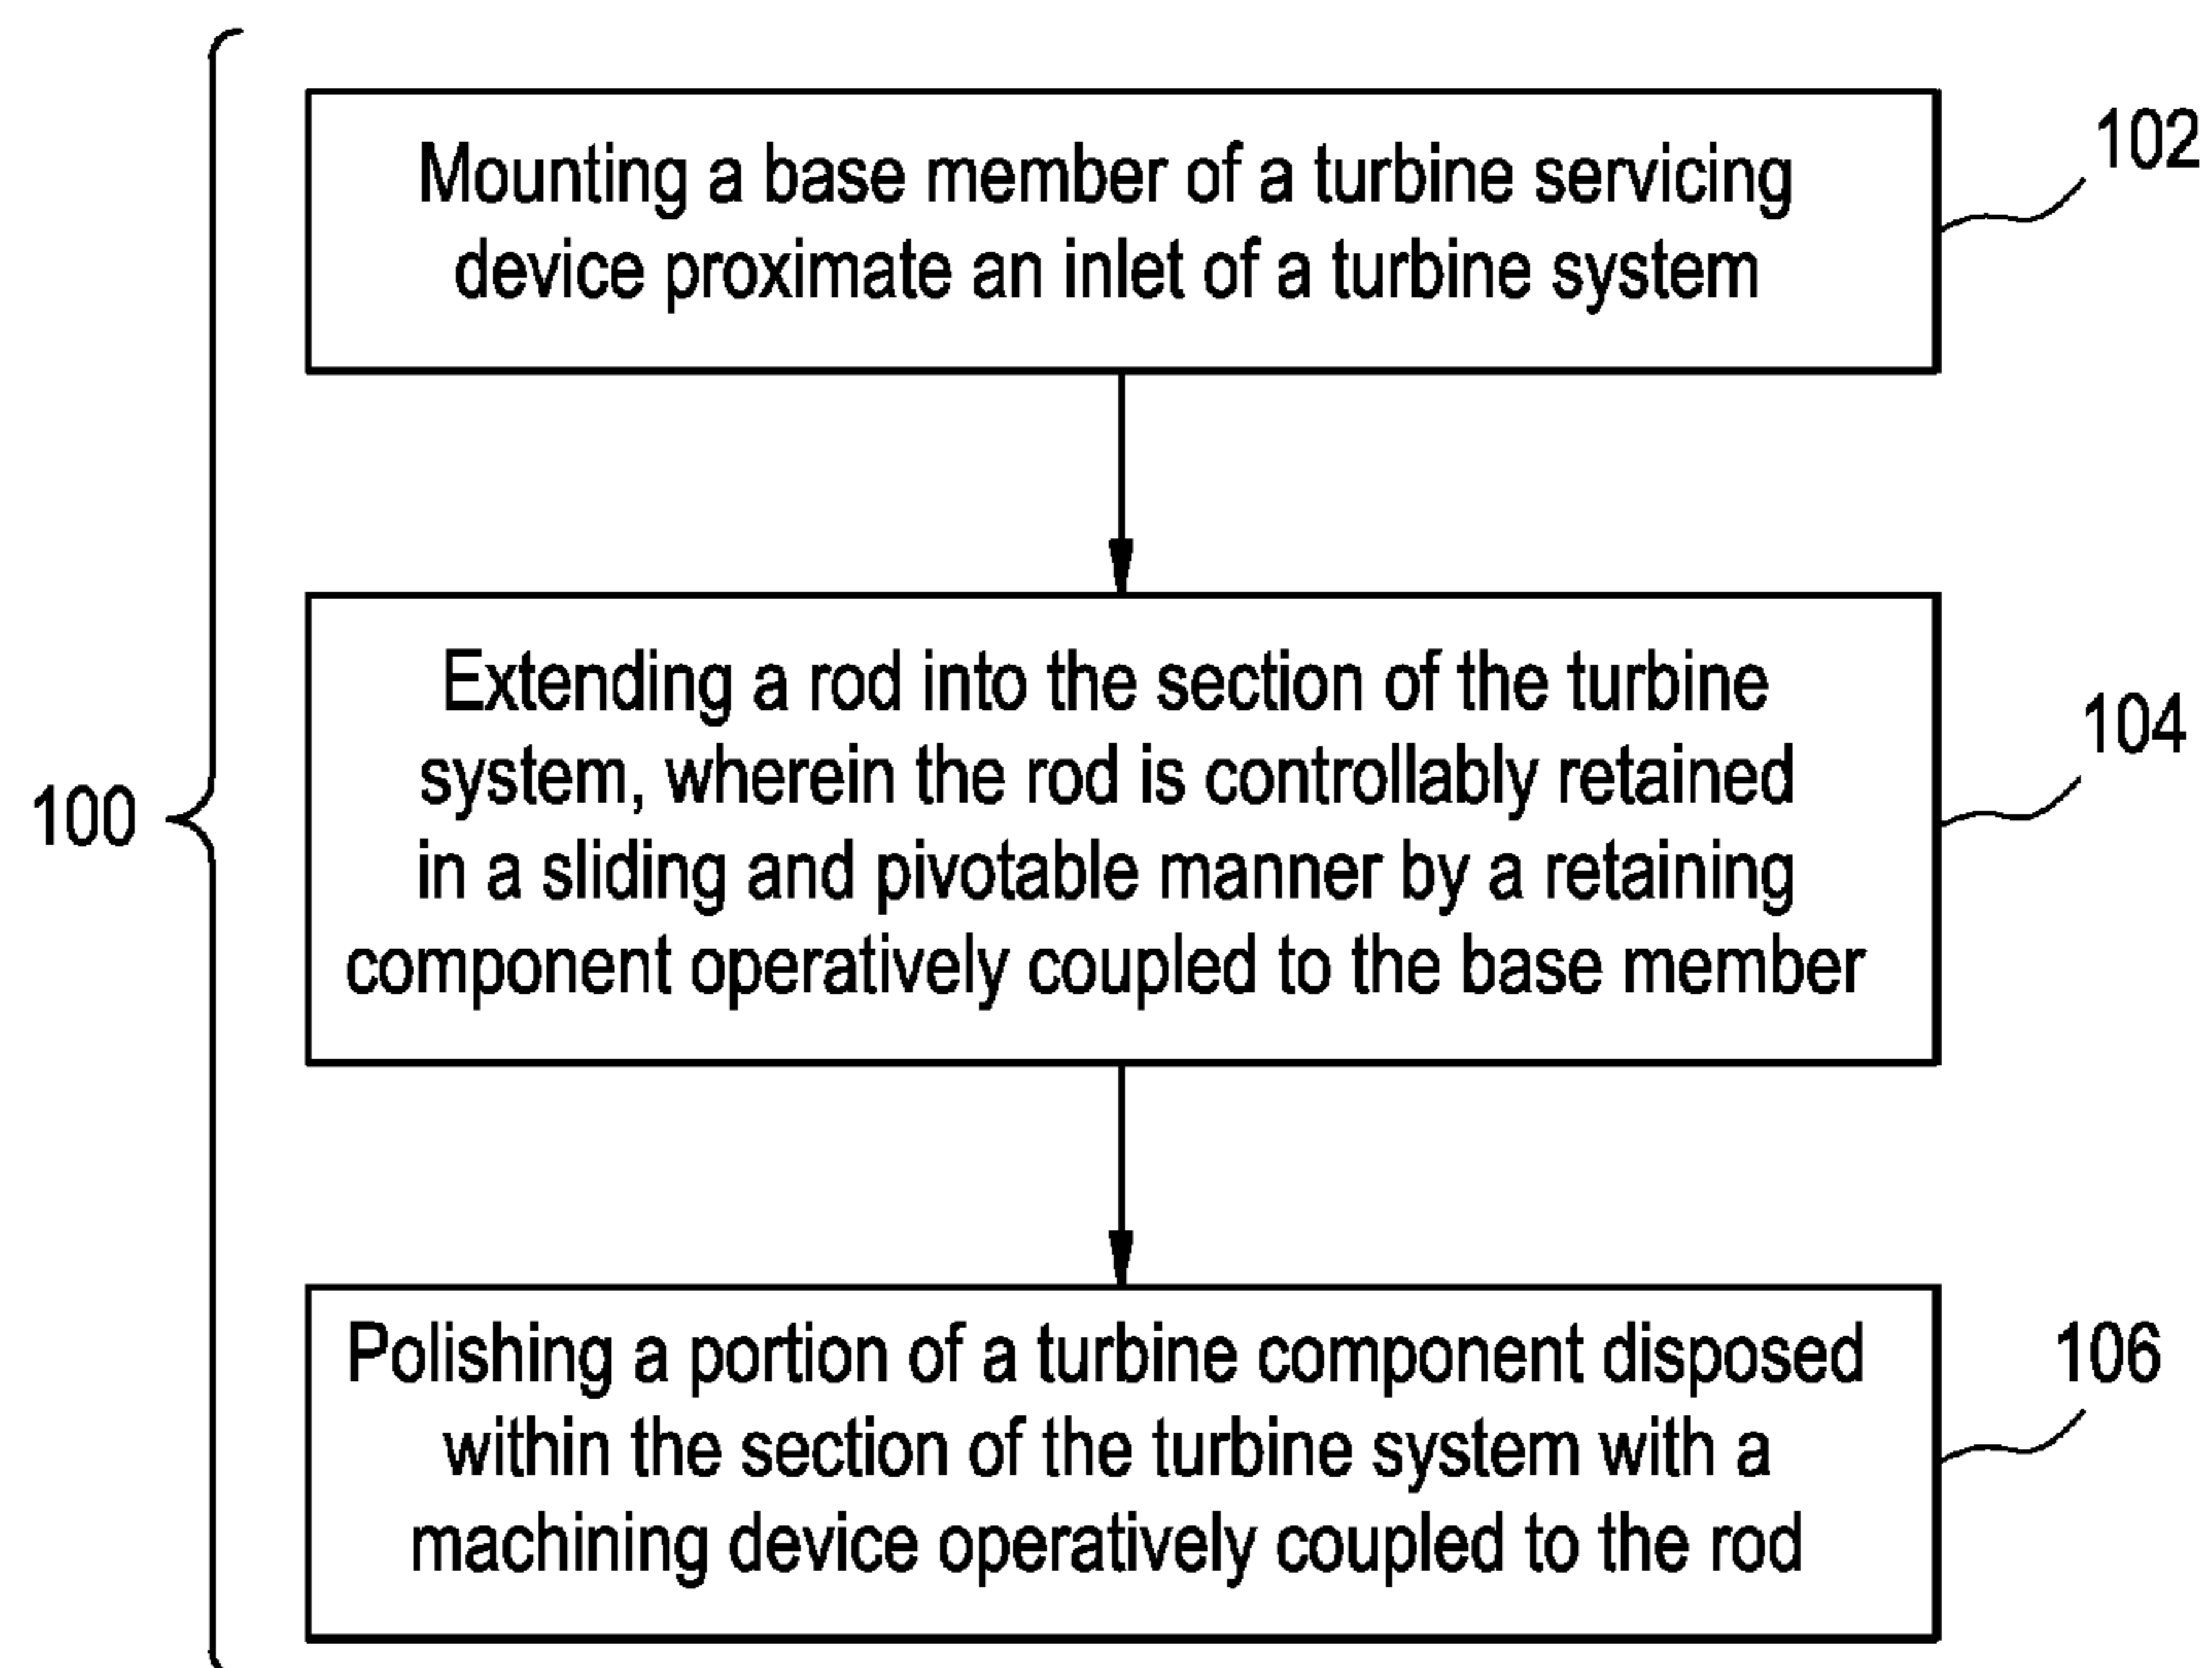 Mounting a base member of a turbine servicing
device proximate an inlet of a turbine system
102
Extending a rod into the section of the turbine
system, wherein the rod is controllably retained
in a sliding and pivotable manner by a retaining
component operatively coupled to the base member
104
100
Polishing a portion of a turbine component disposed
within the section of the turbine system with a
machining device operatively coupled to the rod
106